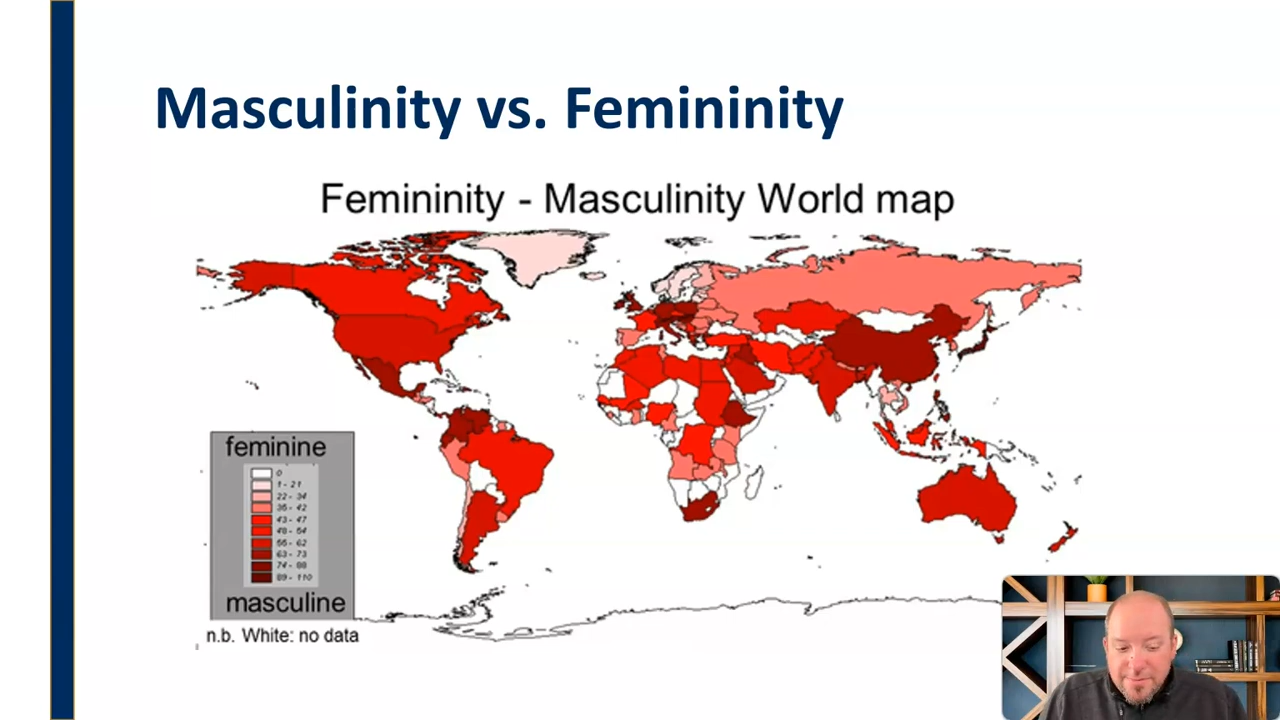 Masculinity vs. Femininity
Femininity - Masculinity World map
feminine
0
1 - 21
22 - 34
35 - 42
43 - 47
48 - 54
55 - 62
63 - 73
74 - 88
89 - 110
masculine
n.b. White: no data